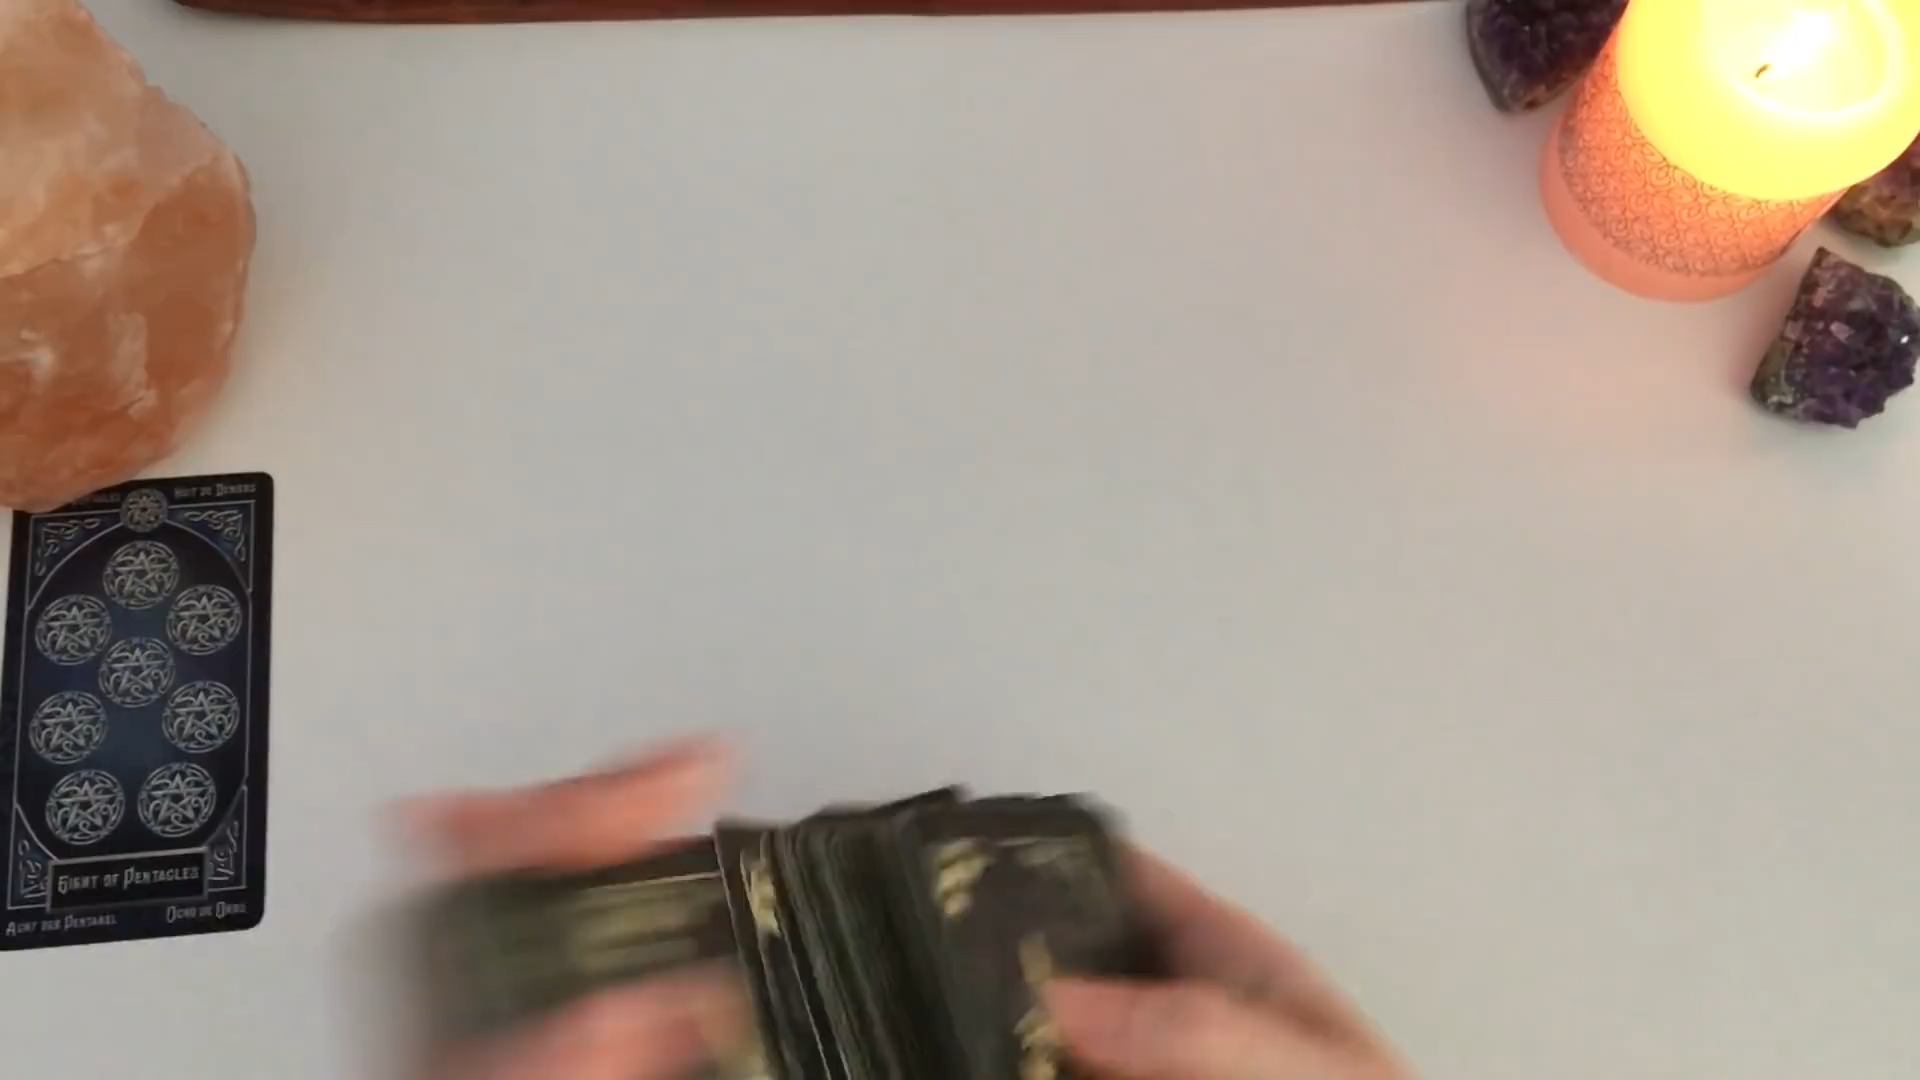 Huit de Deniers
Eight of Pentacles
Acht der Pentakel
Ocho de Oros